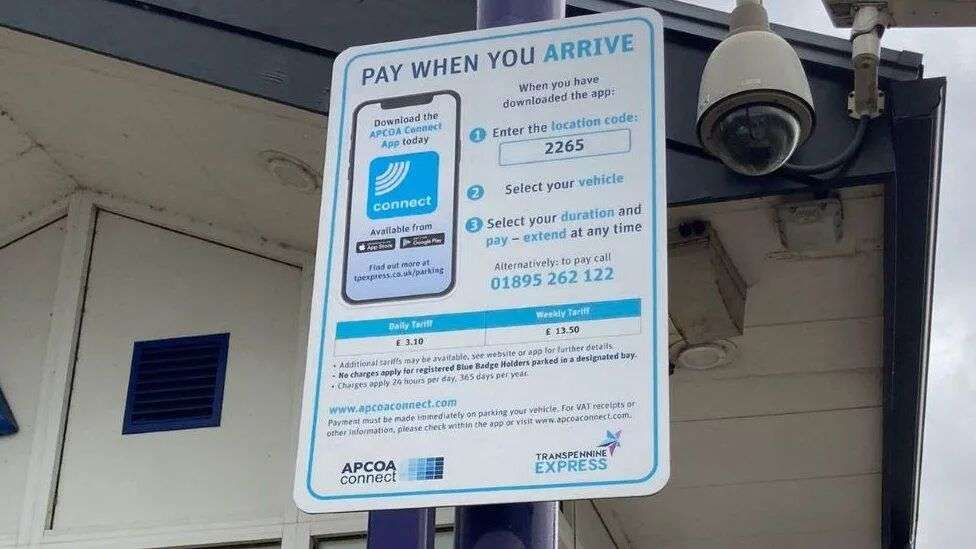 PAY WHEN YOU ARRIVE
Download the
APCOA Connect
App today
connect
Available from
App Store
Google Play
Find out more at
tpexpress.co.uk/parking
When you have
downloaded the app:
1 Enter the location code:
2265
2 Select your vehicle
3 Select your duration and
pay – extend at any time
Alternatively: to pay call
01895 262 122
Daily Tariff Weekly Tariff
£ 3.10 £ 13.50
• Additional tariffs may be available, see website or app for further details.
• No charges apply for registered Blue Badge Holders parked in a designated bay.
• Charges apply 24 hours per day, 365 days per year.
www.apcoaconnect.com
Payment must be made immediately on parking your vehicle. For VAT receipts or
other information, please check within the app or visit www.apcoaconnect.com.
APCOA
connect
TRANSPENNINE
EXPRESS